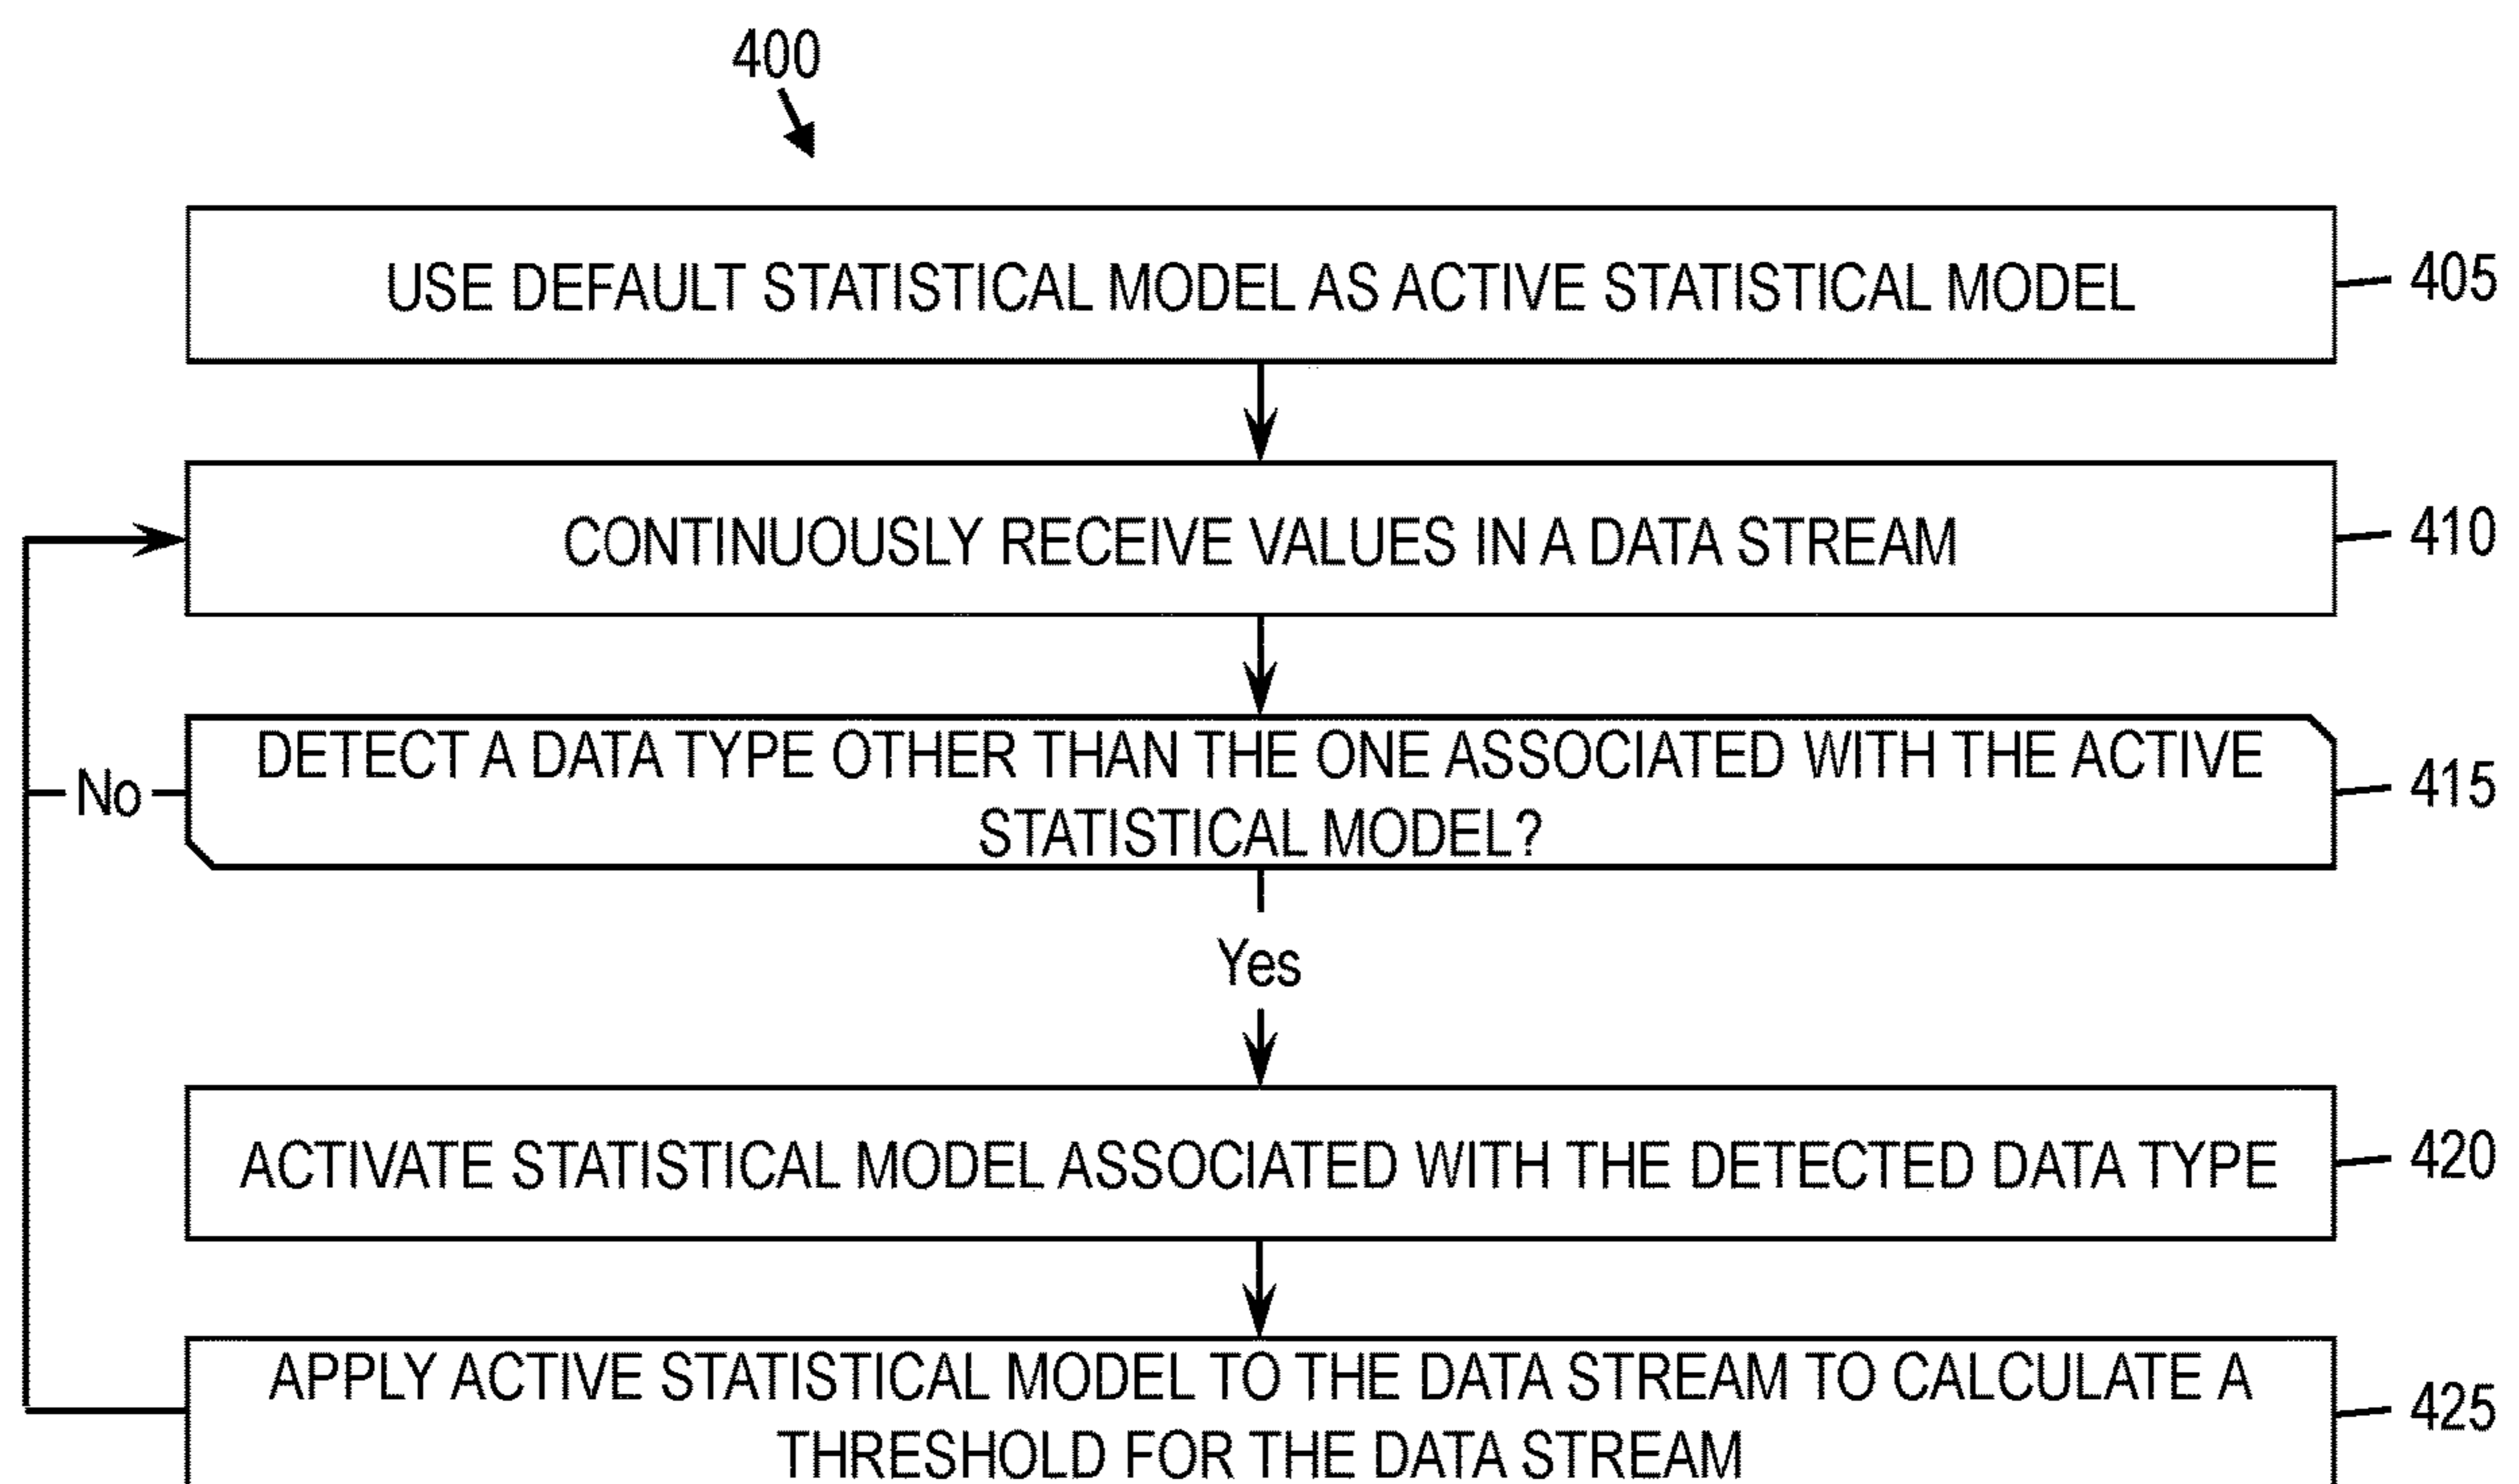 400
USE DEFAULT STATISTICAL MODEL AS ACTIVE STATISTICAL MODEL
405
CONTINUOUSLY RECEIVE VALUES IN A DATA STREAM
410
DETECT A DATA TYPE OTHER THAN THE ONE ASSOCIATED WITH THE ACTIVE
STATISTICAL MODEL?
415
No
Yes
ACTIVATE STATISTICAL MODEL ASSOCIATED WITH THE DETECTED DATA TYPE
420
APPLY ACTIVE STATISTICAL MODEL TO THE DATA STREAM TO CALCULATE A
THRESHOLD FOR THE DATA STREAM
425